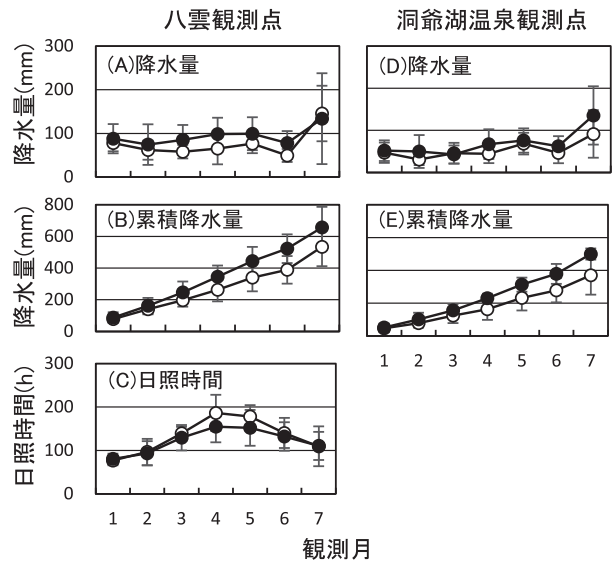 八雲観測点
洞爺湖温泉観測点
300
200
100
0
降水量(mm)
(A)降水量
(D)降水量
800
600
400
200
0
降水量(mm)
(B)累積降水量
(E)累積降水量
1 2 3 4 5 6 7
300
200
100
0
日照時間(h)
(C)日照時間
1 2 3 4 5 6 7
観測月